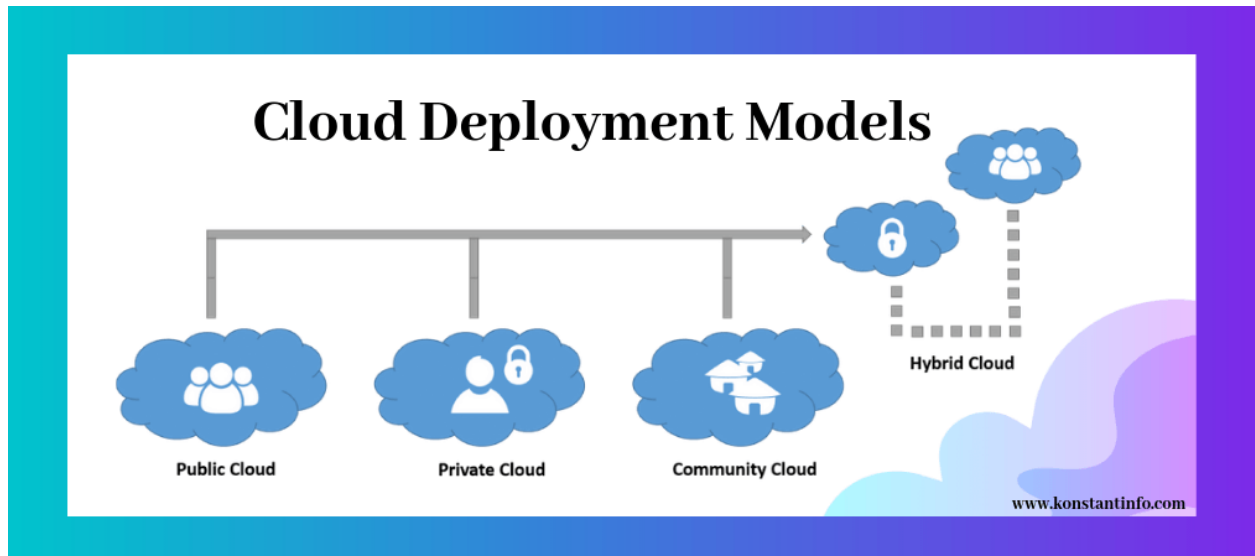 Cloud Deployment Models
Hybrid Cloud
Public Cloud
Private Cloud
Community Cloud
www.konstantinfo.com